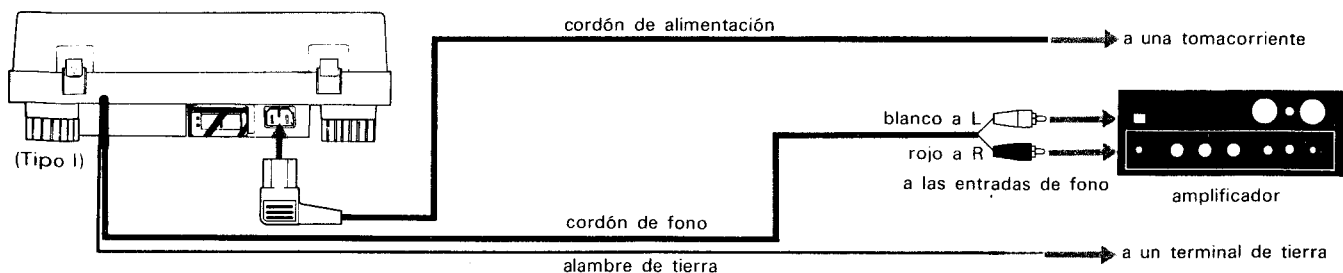 cordón de alimentación
a una tomacorriente
(Tipo I)
blanco a L
rojo a R
a las entradas de fono
amplificador
cordón de fono
alambre de tierra
a un terminal de tierra